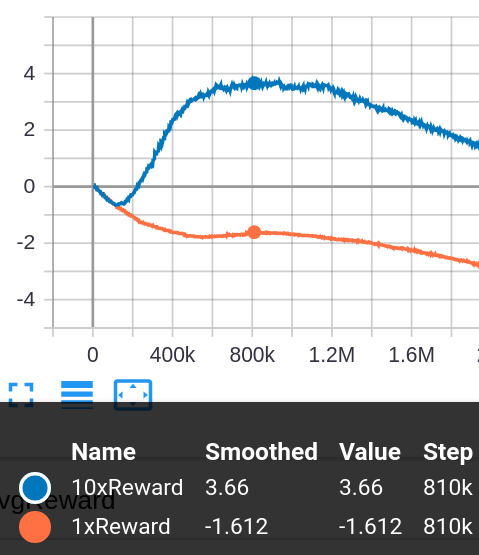 4
2
0
-2
-4
0 400k 800k 1.2M 1.6M
Name Smoothed Value Step
10xReward 3.66 3.66 810k
vgReward
1xReward -1.612 -1.612 810k